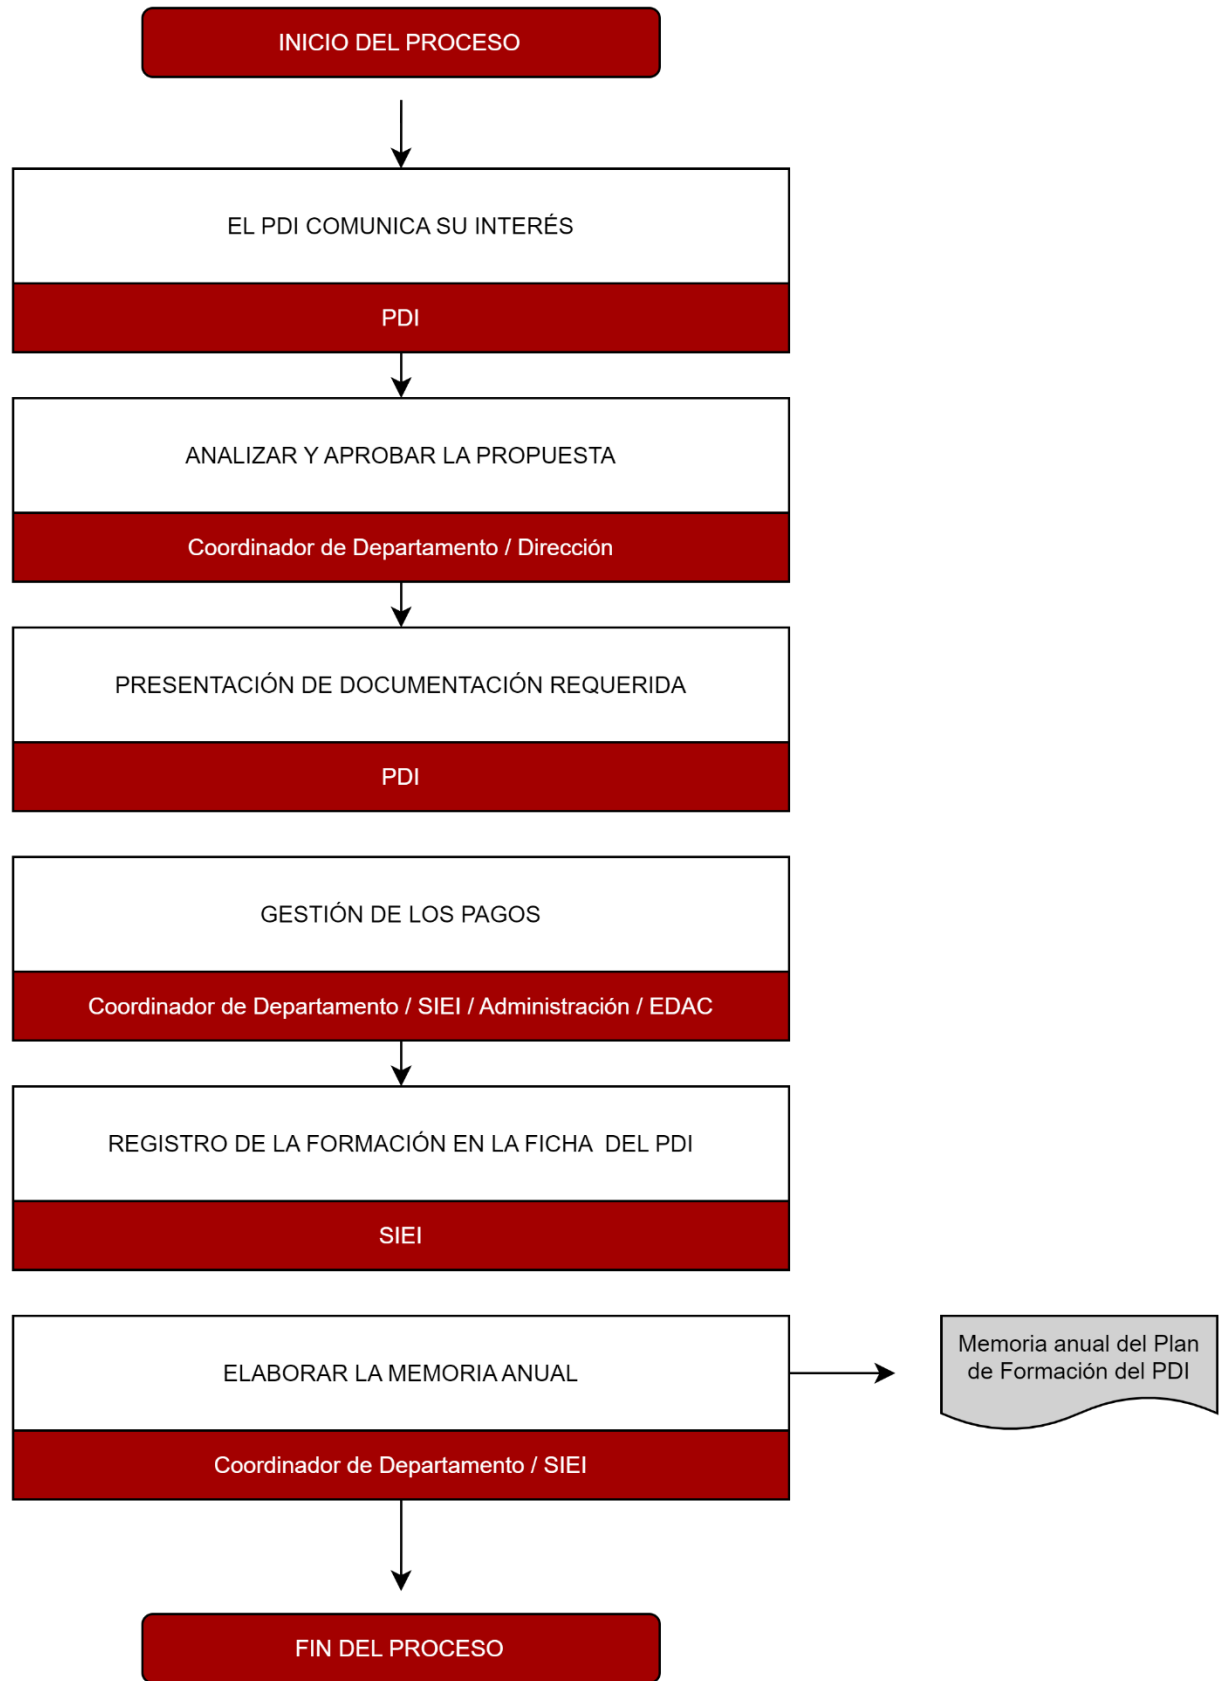 INICIO DEL PROCESO
EL PDI COMUNICA SU INTERÉS
PDI
ANALIZAR Y APROBAR LA PROPUESTA
Coordinador de Departamento / Dirección
PRESENTACIÓN DE DOCUMENTACIÓN REQUERIDA
PDI
GESTIÓN DE LOS PAGOS
Coordinador de Departamento / SIEI / Administración / EDAC
REGISTRO DE LA FORMACIÓN EN LA FICHA  DEL PDI
SIEI
ELABORAR LA MEMORIA ANUAL
Coordinador de Departamento / SIEI
Memoria anual del Plan
de Formación del PDI
FIN DEL PROCESO